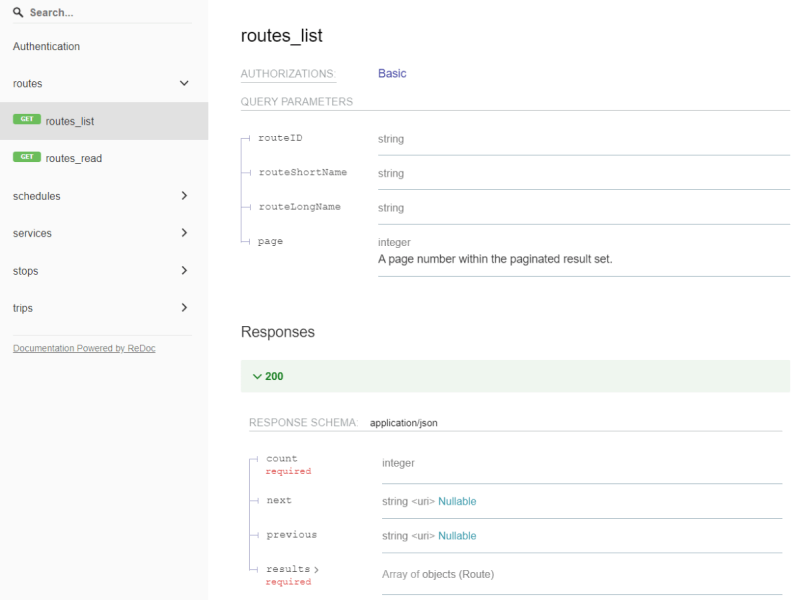 Search...
Authentication
routes
GET routes_list
GET routes_read
schedules
services
stops
trips
Documentation Powered by ReDoc
routes_list
AUTHORIZATIONS Basic
QUERY PARAMETERS
routeID string
routeShortName string
routeLongName string
page integer
A page number within the paginated result set.
Responses
200
RESPONSE SCHEMA: application/json
count integer
required
next string <uri> Nullable
previous string <uri> Nullable
results Array of objects (Route)
required